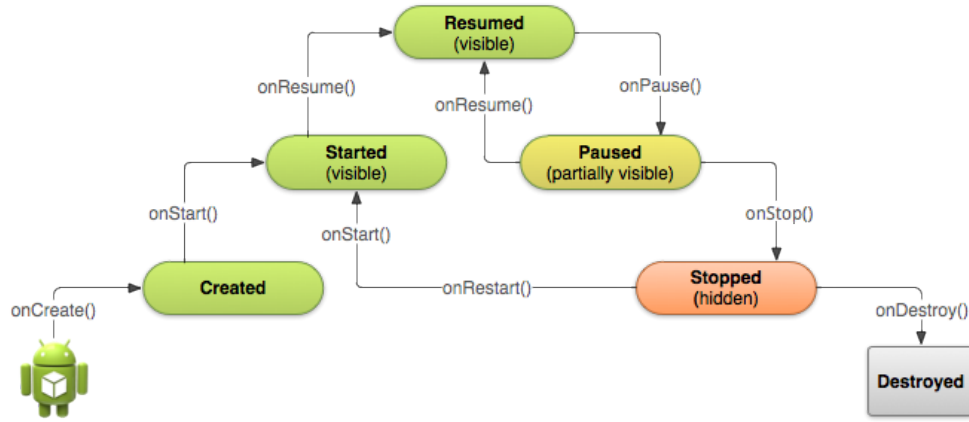 Resumed
(visible)
onResume()
onPause()
onResume()
Started
(visible)
Paused
(partially visible)
onStart()
onStart()
onStop()
Created
onRestart()
Stopped
(hidden)
onCreate()
onDestroy()
Destroyed